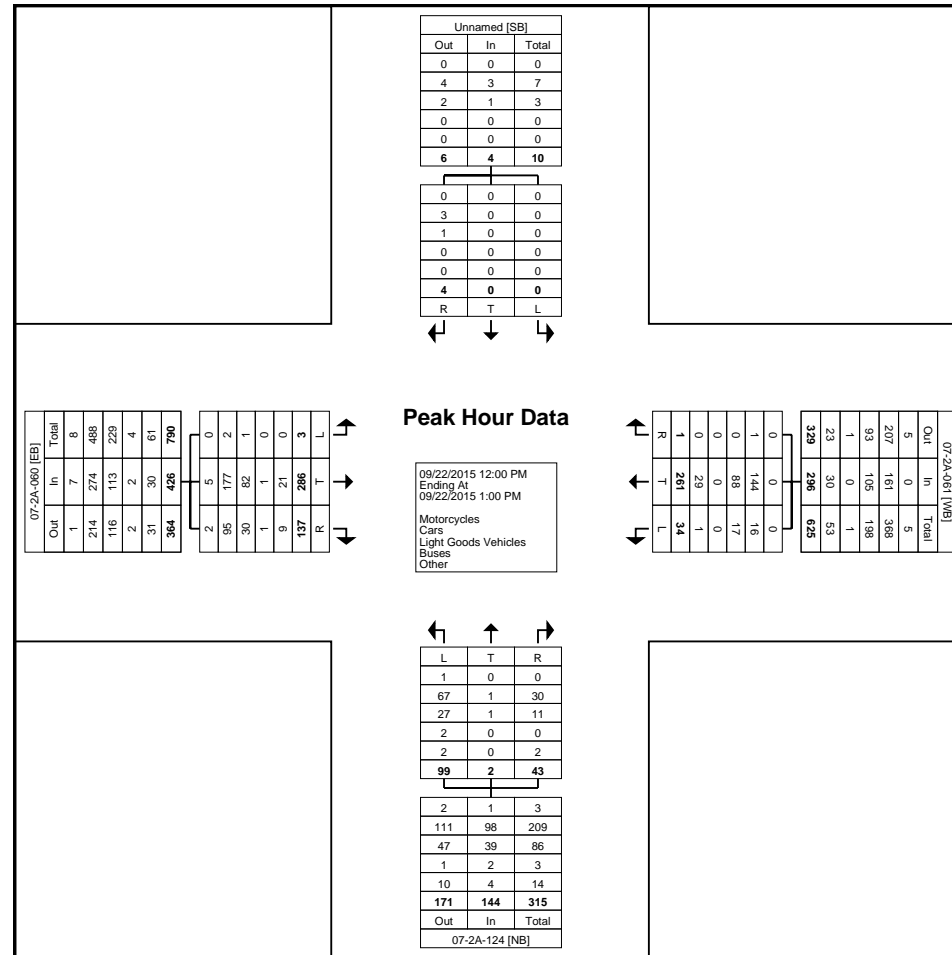 Unnamed [SB]
Out In Total
0 0 0
4 3 7
2 1 3
0 0 0
0 0 0
6 4 10
0 0 0
3 0 0
1 0 0
0 0 0
0 0 0
4 0 0
R T L
Peak Hour Data
09/22/2015 12:00 PM
Ending At
09/22/2015 1:00 PM
Motorcycles
Cars
Light Goods Vehicles
Buses
Other
07-2A-060 [EB]
Total 8 488 229 4 61 790
In 7 274 113 2 30 426
Out 1 214 116 2 31 364
0 2 1 0 0 3 L
5 177 82 1 21 286 T
2 95 30 1 9 137 R
R 1 0 0 0 1 0
T 261 29 0 88 144 0
L 34 1 0 17 16 0
329 23 1 93 207 5 Out
296 30 0 105 161 0 In
625 53 1 198 368 5 Total
07-2A-061 [WB]
L T R
1 0 0
67 1 30
27 1 11
2 0 0
2 0 2
99 2 43
2 1 3
111 98 209
47 39 86
1 2 3
10 4 14
171 144 315
Out In Total
07-2A-124 [NB]